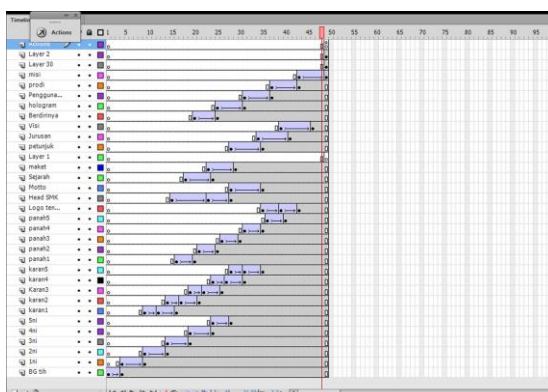 Timeline
Actions
1 5 10 15 20 25 30 35 40 45 50 55 60 65 70 75 80 85 90 95
Layer 2
Layer 30
misi
prodi
Pengguna...
hologram
Berdirinya
Visi
Jurusan
petunjuk
Layer 1
maket
Sejarah
Motto
Head SMK
Logo ten...
panah5
panah4
panah3
panah2
panah1
karan5
karan4
Karan3
karan2
karan1
5ni
4ni
3ni
2ni
1ni